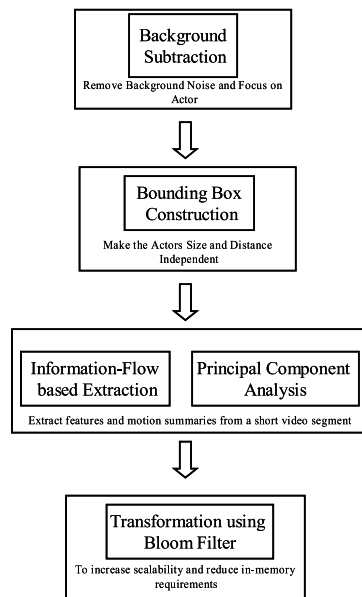 Background
Subtraction
Remove Background Noise and Focus on
Actor
Bounding Box
Construction
Make the Actors Size and Distance
Independent
Information-Flow
based Extraction
Principal Component
Analysis
Extract features and motion summaries from a short video segment
Transformation using
Bloom Filter
To increase scalability and reduce in-memory
requirements